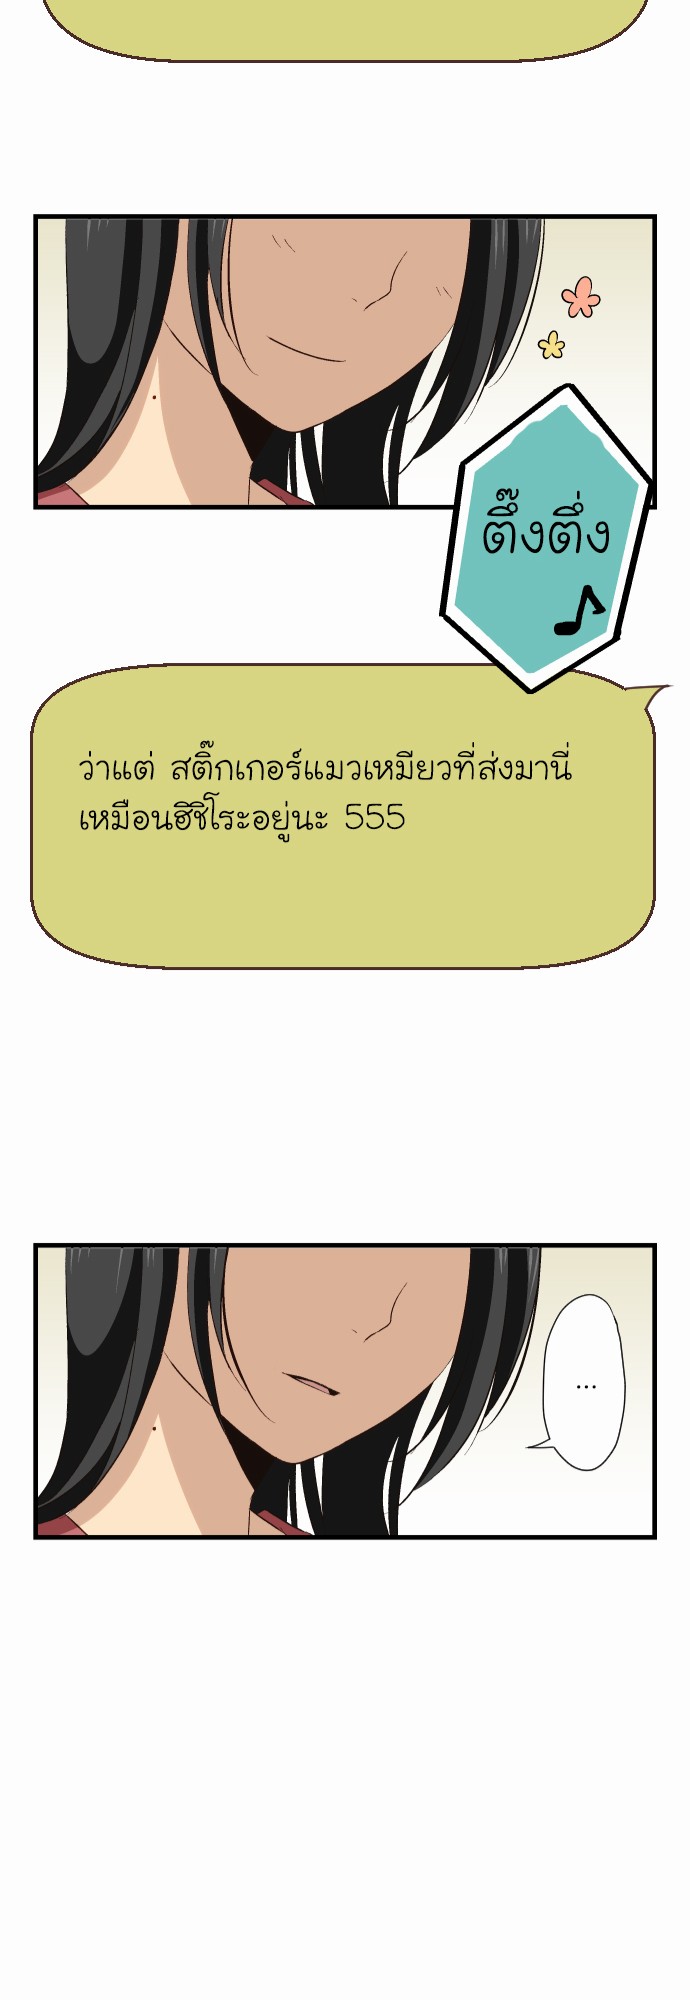 ตึ๊งตึ่ง
ว่าแต่ สติ๊กเกอร์แมวเหมียวที่ส่งมานี่
เหมือนฮิชิโระอยู่นะ 555
...